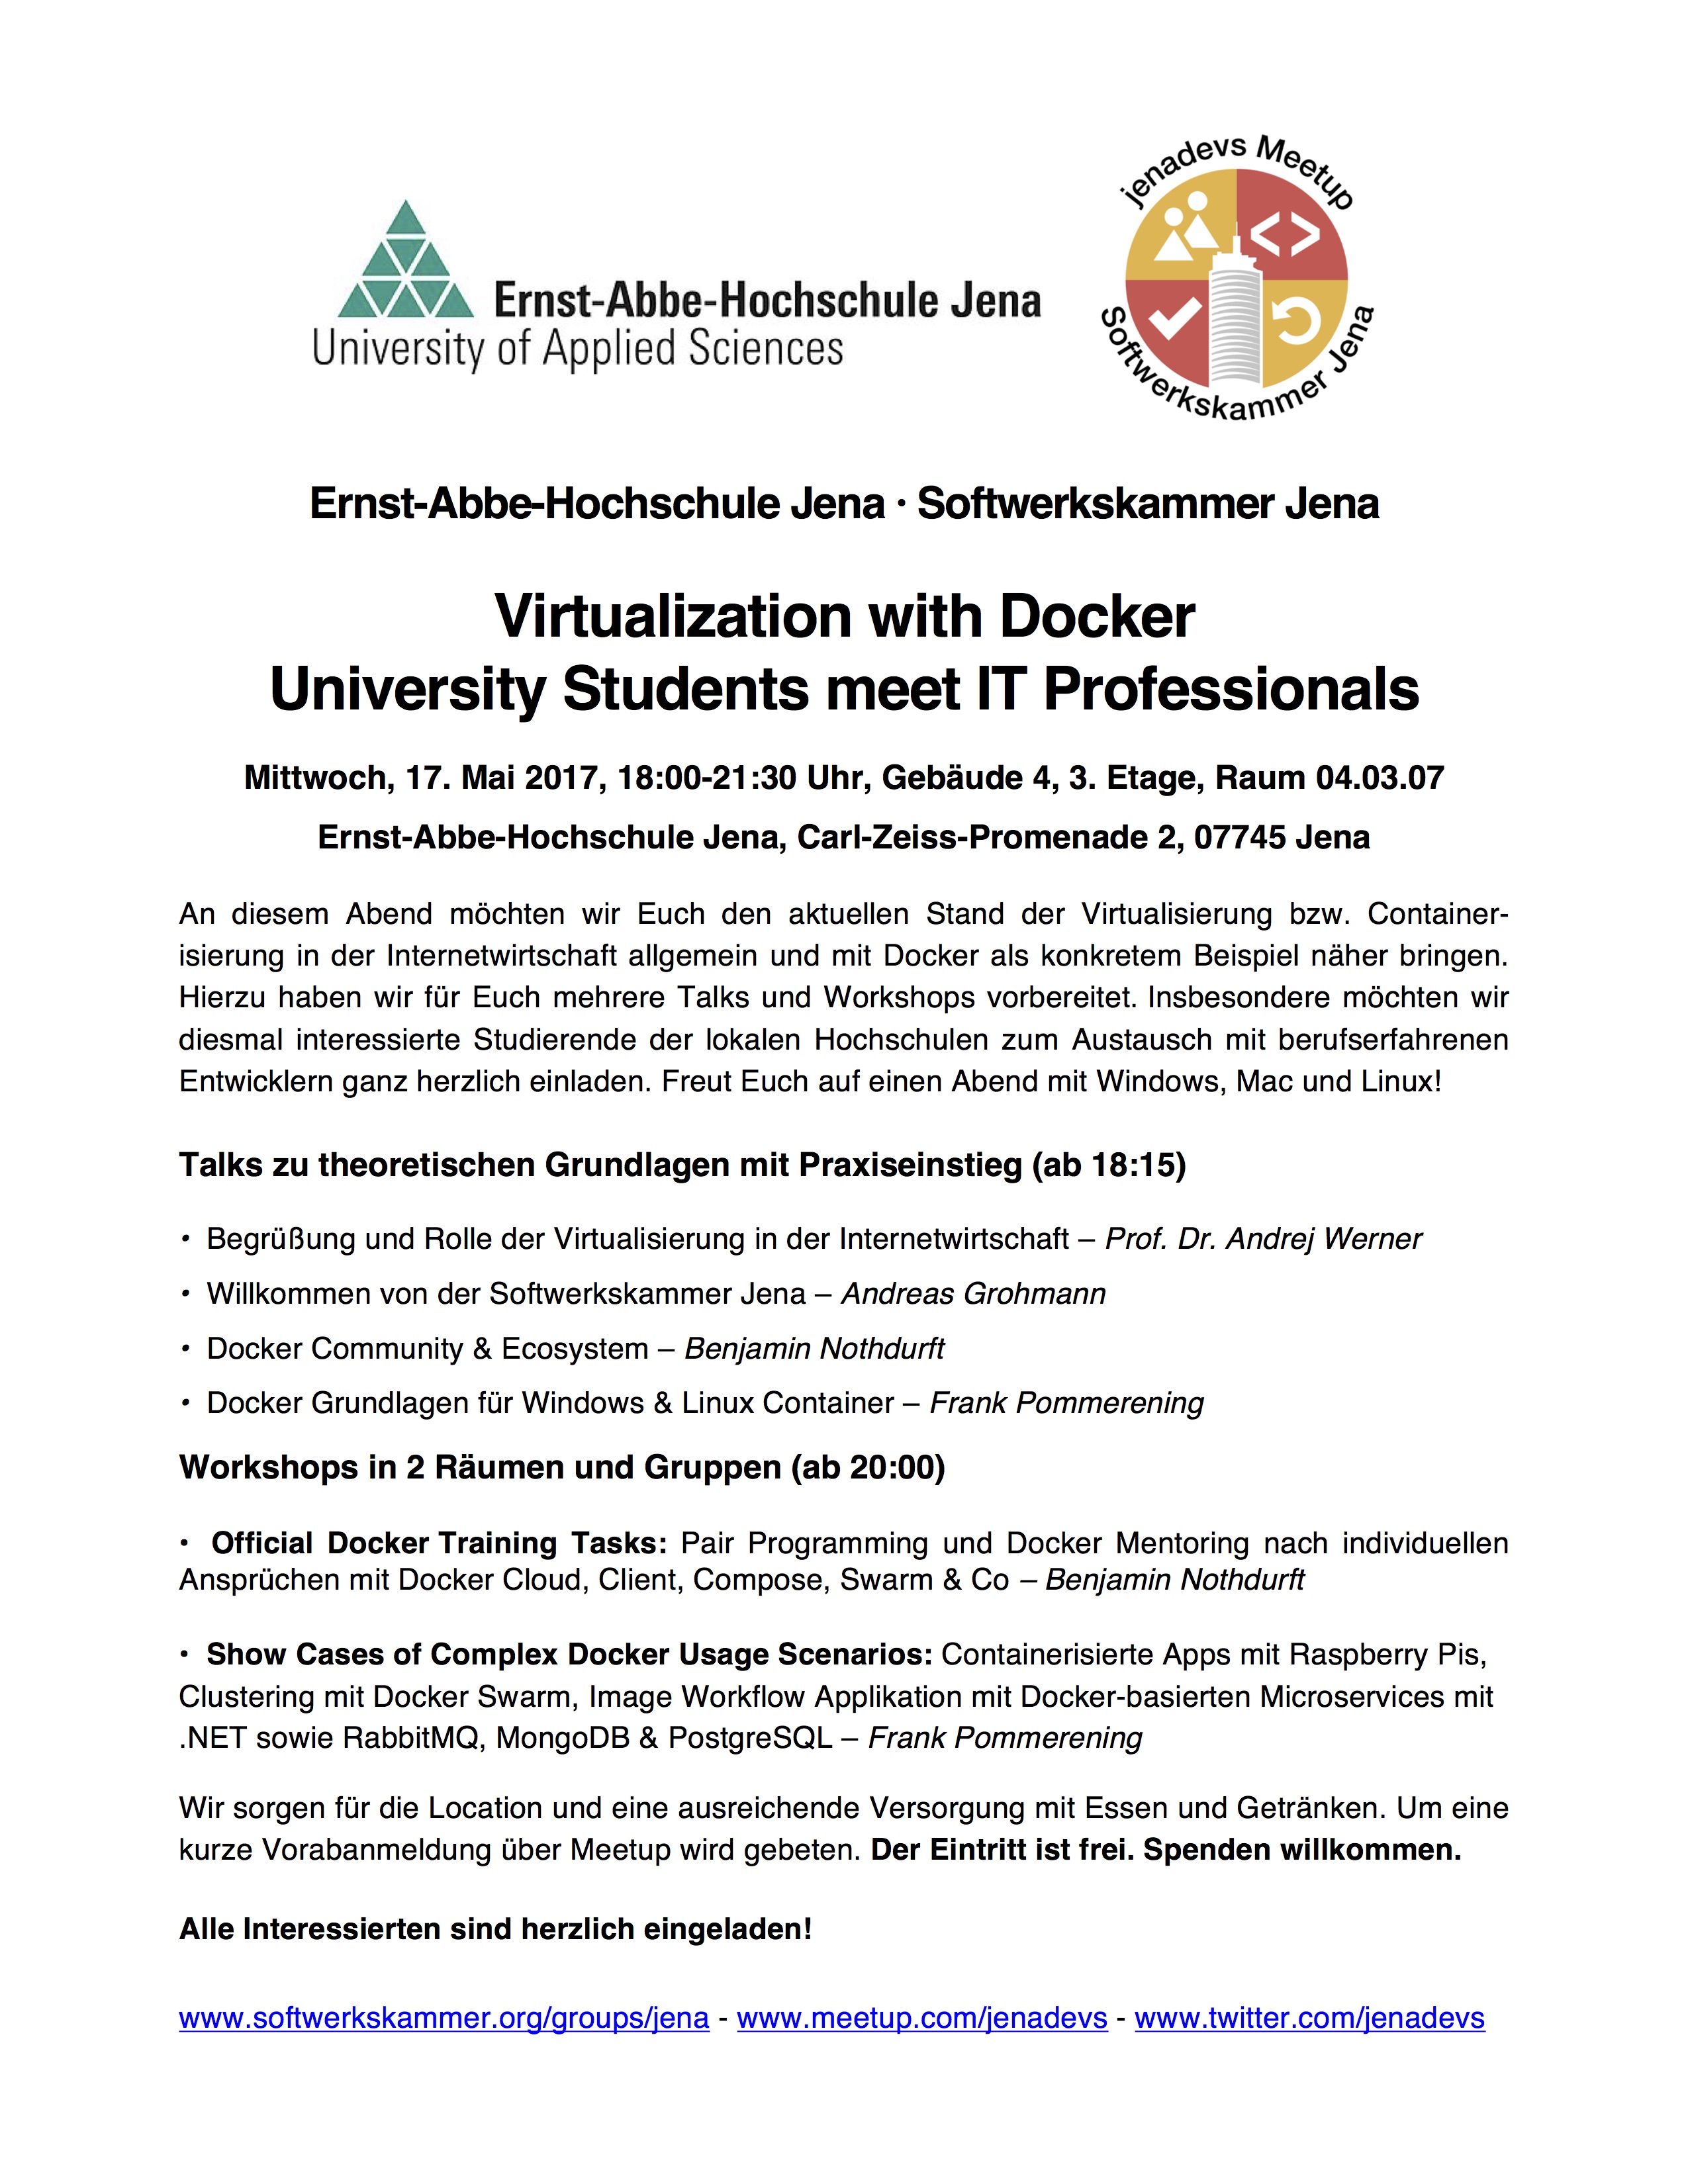 jenadevs Meetup
Ernst-Abbe-Hochschule Jena
University of Applied Sciences
Softwerkskammer Jena
Ernst-Abbe-Hochschule Jena · Softwerkskammer Jena
Virtualization with Docker
University Students meet IT Professionals
Mittwoch, 17. Mai 2017, 18:00-21:30 Uhr, Gebäude 4, 3. Etage, Raum 04.03.07
Ernst-Abbe-Hochschule Jena, Carl-Zeiss-Promenade 2, 07745 Jena
An diesem Abend möchten wir Euch den aktuellen Stand der Virtualisierung bzw. Container-
isierung in der Internetwirtschaft allgemein und mit Docker als konkretem Beispiel näher bringen.
Hierzu haben wir für Euch mehrere Talks und Workshops vorbereitet. Insbesondere möchten wir
diesmal interessierte Studierende der lokalen Hochschulen zum Austausch mit berufserfahrenen
Entwicklern ganz herzlich einladen. Freut Euch auf einen Abend mit Windows, Mac und Linux!
Talks zu theoretischen Grundlagen mit Praxiseinstieg (ab 18:15)
• Begrüßung und Rolle der Virtualisierung in der Internetwirtschaft – Prof. Dr. Andrej Werner
• Willkommen von der Softwerkskammer Jena – Andreas Grohmann
• Docker Community & Ecosystem – Benjamin Nothdurft
• Docker Grundlagen für Windows & Linux Container – Frank Pommerening
Workshops in 2 Räumen und Gruppen (ab 20:00)
• Official Docker Training Tasks: Pair Programming und Docker Mentoring nach individuellen
Ansprüchen mit Docker Cloud, Client, Compose, Swarm & Co – Benjamin Nothdurft
• Show Cases of Complex Docker Usage Scenarios: Containerisierte Apps mit Raspberry Pis,
Clustering mit Docker Swarm, Image Workflow Applikation mit Docker-basierten Microservices mit
.NET sowie RabbitMQ, MongoDB & PostgreSQL – Frank Pommerening
Wir sorgen für die Location und eine ausreichende Versorgung mit Essen und Getränken. Um eine
kurze Vorabanmeldung über Meetup wird gebeten. Der Eintritt ist frei. Spenden willkommen.
Alle Interessierten sind herzlich eingeladen!
www.softwerkskammer.org/groups/jena - www.meetup.com/jenadevs - www.twitter.com/jenadevs